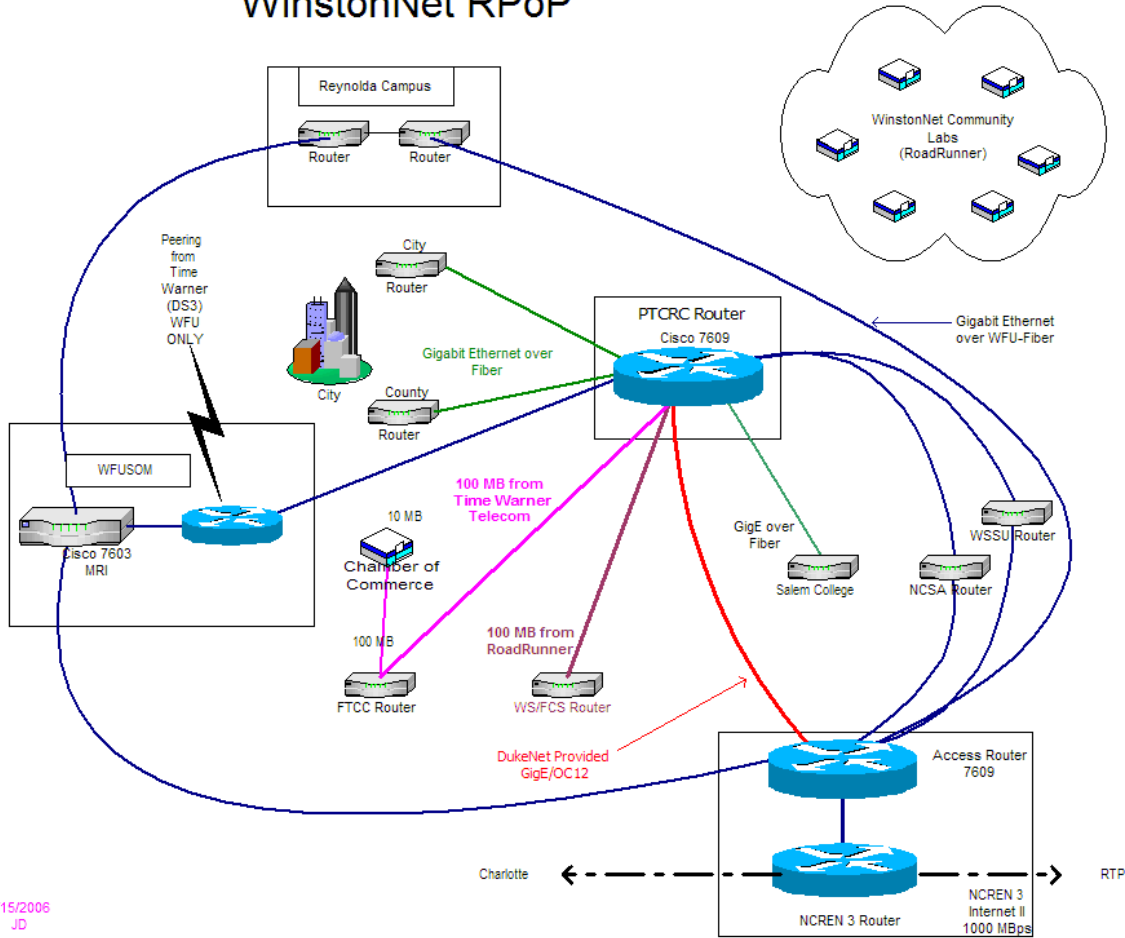 WinstonNet RPoP
Reynolda Campus
Router
Router
WinstonNet Community
Labs
(RoadRunner)
Peering
from
Time
Warner
(DS3)
WFU
ONLY
City
Router
City
Gigabit Ethernet over
Fiber
County
Router
PTCRC Router
Cisco 7609
Gigabit Ethernet
over WFU-Fiber
WFUSOM
Cisco 7603
MRI
100 MB from
Time Warner
Telecom
10 MB
Chamber of
Commerce
100 MB
FTCC Router
100 MB from
RoadRunner
WS/FCS Router
GigE over
Fiber
Salem College
NCSA Router
WSSU Router
DukeNet Provided
GigE/OC12
Access Router
7609
Charlotte
RTP
NCREN 3 Router
NCREN 3
Internet II
1000 MBps
15/2006
JD